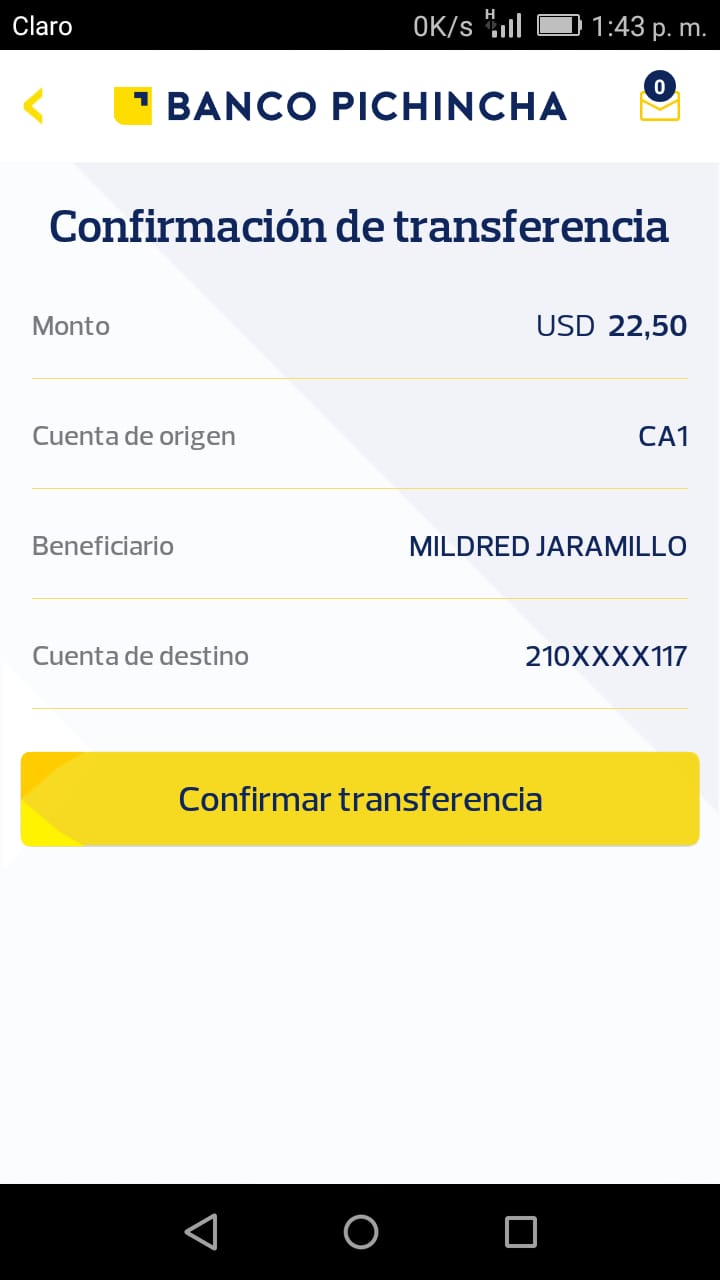 Claro 0K/s H 1:43 p. m.
0
BANCO PICHINCHA
Confirmación de transferencia
Monto USD 22,50
Cuenta de origen CA1
Beneficiario MILDRED JARAMILLO
Cuenta de destino 210XXXX117
Confirmar transferencia